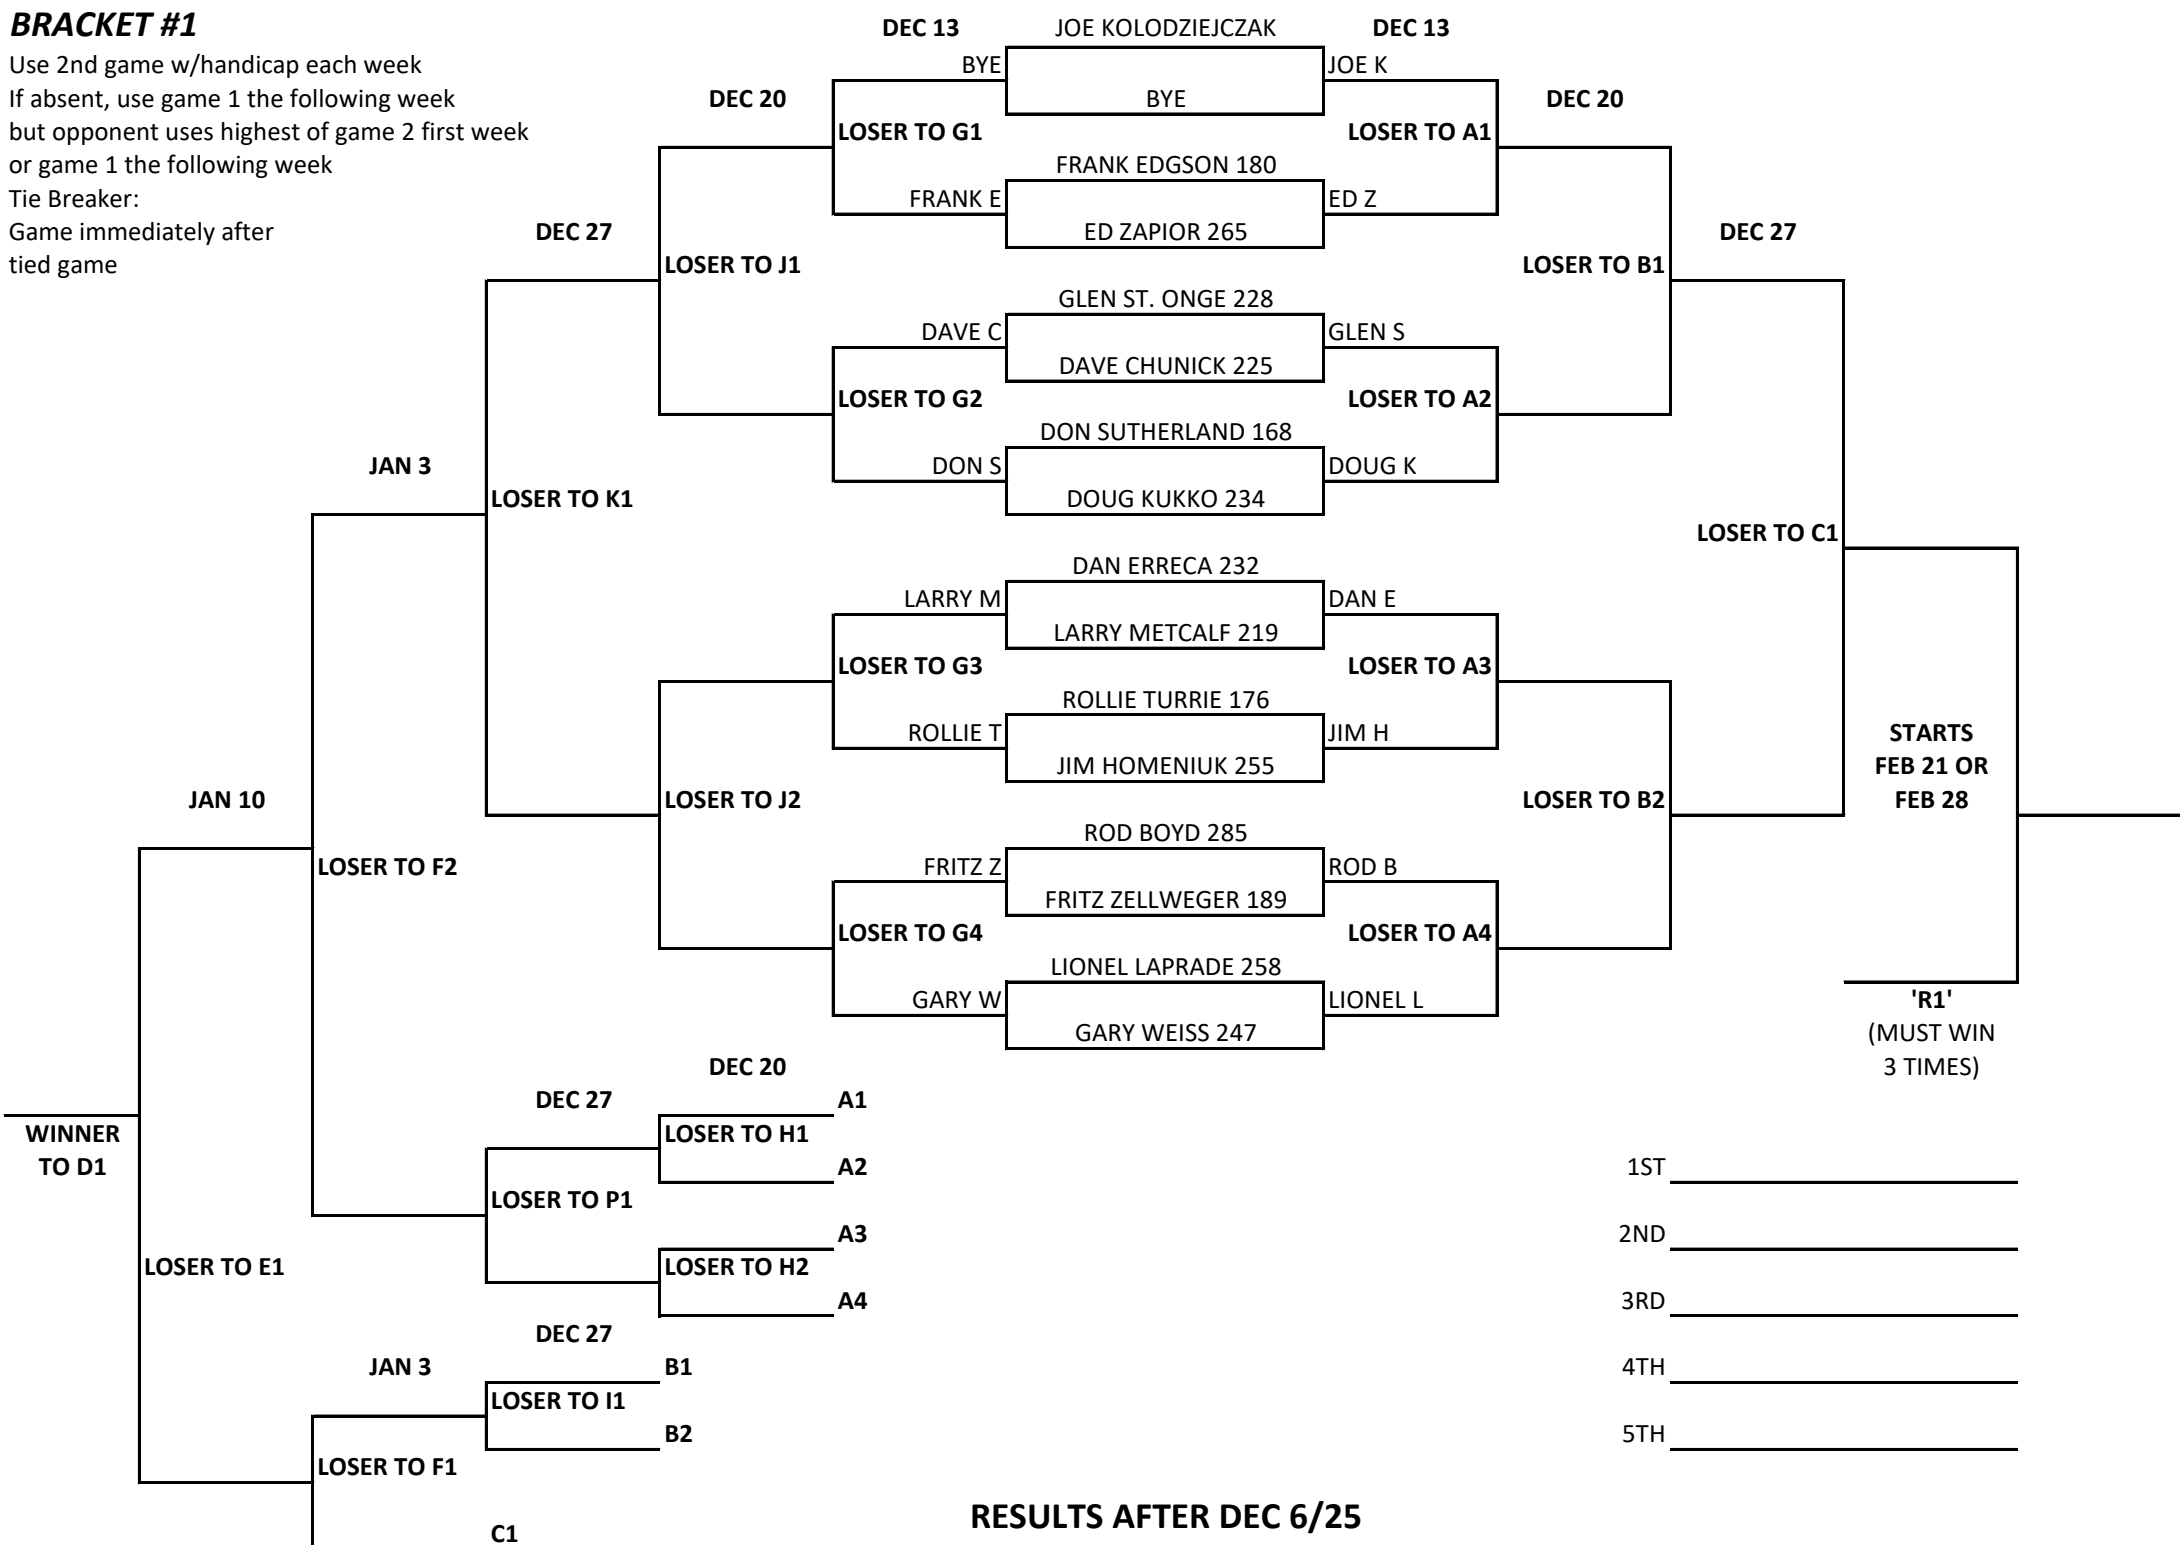 BRACKET #1
Use 2nd game w/handicap each week
If absent, use game 1 the following week
but opponent uses highest of game 2 first week
or game 1 the following week
Tie Breaker:
Game immediately after
tied game
DEC 13
JOE KOLODZIEJCZAK
DEC 13
BYE
JOE K
DEC 20
BYE
DEC 20
LOSER TO G1
LOSER TO A1
FRANK EDGSON 180
FRANK E
ED Z
DEC 27
ED ZAPIOR 265
DEC 27
LOSER TO J1
LOSER TO B1
GLEN ST. ONGE 228
DAVE C
GLEN S
DAVE CHUNICK 225
LOSER TO G2
LOSER TO A2
DON SUTHERLAND 168
JAN 3
DON S
DOUG K
LOSER TO K1
DOUG KUKKO 234
LOSER TO C1
DAN ERRECA 232
LARRY M
DAN E
LARRY METCALF 219
LOSER TO G3
LOSER TO A3
ROLLIE TURRIE 176
ROLLIE T
JIM H
STARTS
FEB 21 OR
FEB 28
JIM HOMENIUK 255
JAN 10
LOSER TO J2
LOSER TO B2
ROD BOYD 285
LOSER TO F2
FRITZ Z
ROD B
FRITZ ZELLWEGER 189
LOSER TO G4
LOSER TO A4
LIONEL LAPRADE 258
GARY W
LIONEL L
'R1'
(MUST WIN
3 TIMES)
GARY WEISS 247
DEC 20
DEC 27
A1
WINNER
TO D1
LOSER TO H1
A2
1ST
LOSER TO P1
A3
2ND
LOSER TO E1
LOSER TO H2
A4
3RD
DEC 27
JAN 3
B1
4TH
LOSER TO I1
B2
5TH
LOSER TO F1
RESULTS AFTER DEC 6/25
C1